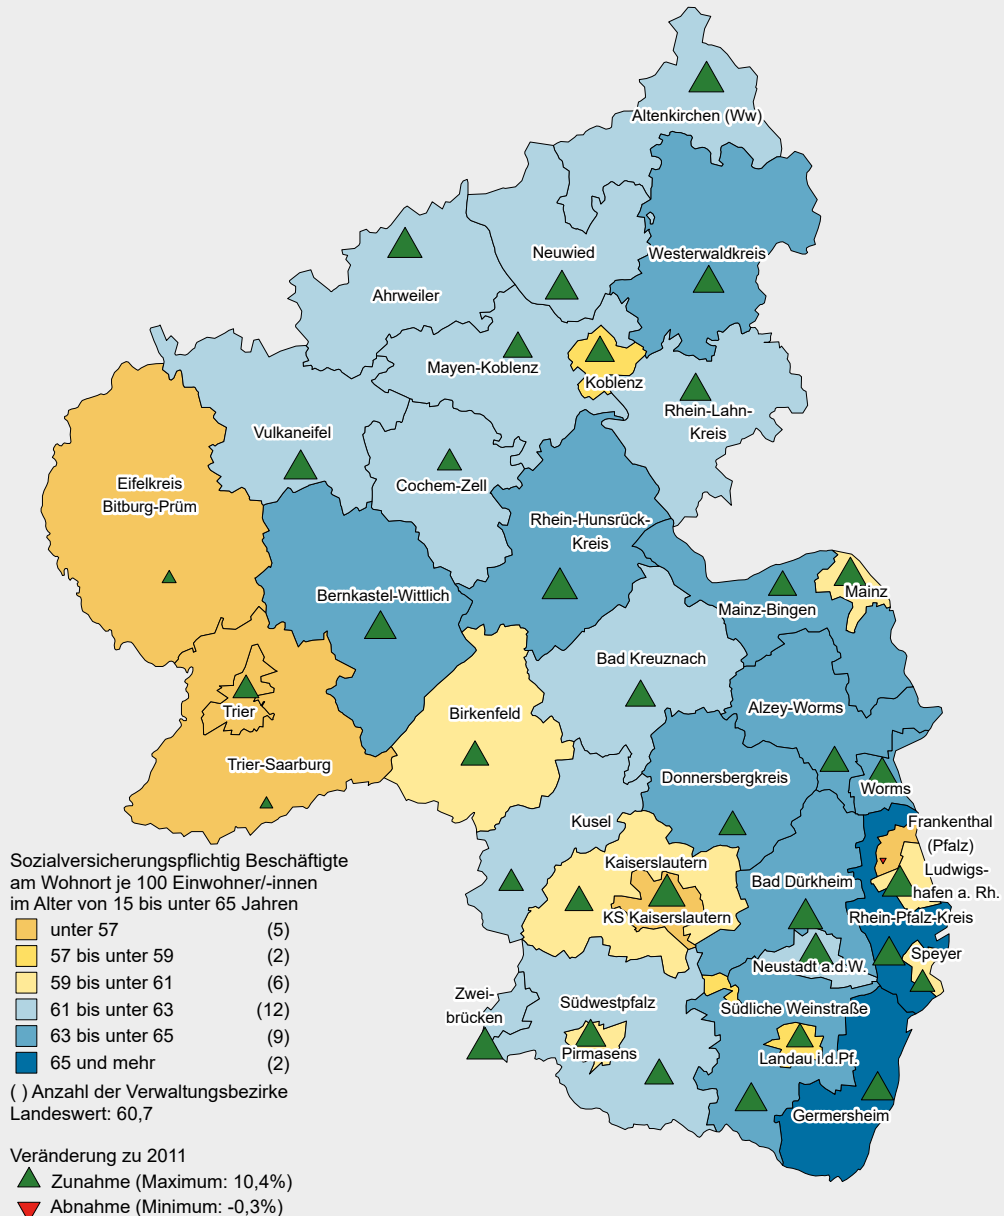 Altenkirchen (Ww)
Neuwied
Westerwaldkreis
Ahrweiler
Mayen-Koblenz
Koblenz
Rhein-Lahn-
Kreis
Vulkaneifel
Cochem-Zell
Eifelkreis
Bitburg-Prüm
Rhein-Hunsrück-
Kreis
Bernkastel-Wittlich
Mainz-Bingen
Mainz
Bad Kreuznach
Trier
Birkenfeld
Alzey-Worms
Trier-Saarburg
Donnersbergkreis
Worms
Kusel
Frankenthal
(Pfalz)
Kaiserslautern
Ludwigs-
hafen a. Rh.
Bad Dürkheim
KS Kaiserslautern
Rhein-Pfalz-Kreis
Neustadt a.d.W.
Speyer
Zwei-
brücken
Südwestpfalz
Südliche Weinstraße
Pirmasens
Landau i.d.Pf.
Germersheim
Sozialversicherungspflichtig Beschäftigte
am Wohnort je 100 Einwohner/-innen
im Alter von 15 bis unter 65 Jahren
unter 57 (5)
57 bis unter 59 (2)
59 bis unter 61 (6)
61 bis unter 63 (12)
63 bis unter 65 (9)
65 und mehr (2)
( ) Anzahl der Verwaltungsbezirke
Landeswert: 60,7
Veränderung zu 2011
Zunahme (Maximum: 10,4%)
Abnahme (Minimum: -0,3%)